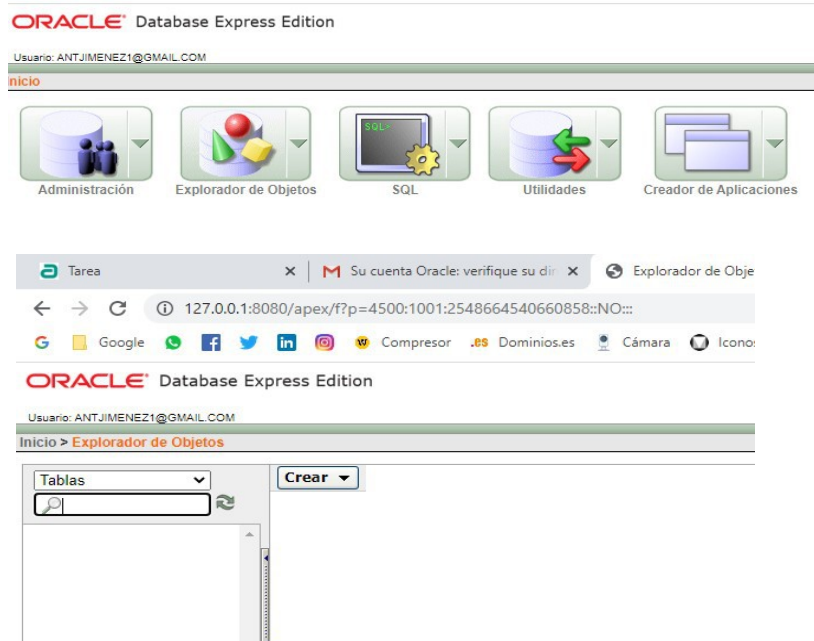 ORACLE® Database Express Edition
Usuario: ANTJIMENEZ1@GMAIL.COM
nicio
SQL>
Administración Explorador de Objetos SQL Utilidades Creador de Aplicaciones
Tarea Su cuenta Oracle: verifique su dir Explorador de Obje
127.0.0.1:8080/apex/f?p=4500:1001:2548664540660858::NO:::
Google Compresor .es Dominios.es Cámara Iconos
ORACLE® Database Express Edition
Usuario: ANTJIMENEZ1@GMAIL.COM
Inicio > Explorador de Objetos
Tablas Crear